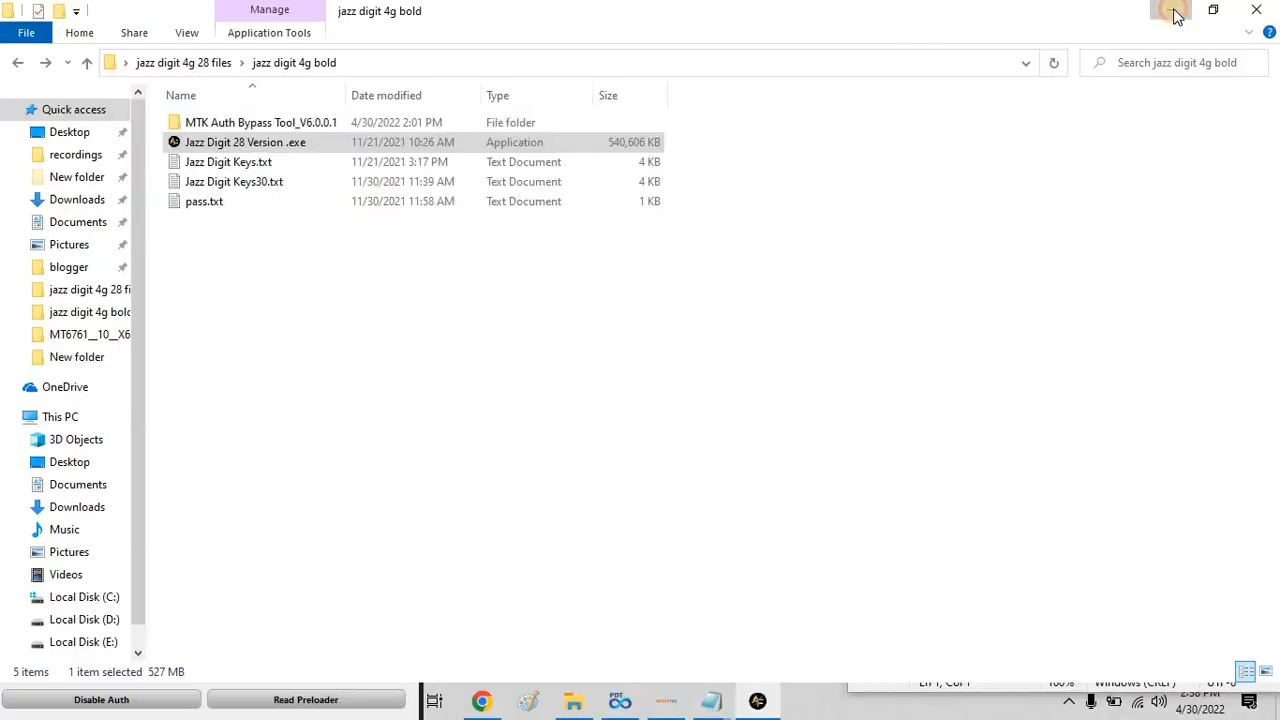 Manage
jazz digit 4g bold
File
Home
Share
View
Application Tools
jazz digit 4g 28 files
jazz digit 4g bold
Search jazz digit 4g bold
Name
Date modified
Type
Size
MTK Auth Bypass Tool_V6.0.0.1 4/30/2022 2:01 PM File folder
Jazz Digit 28 Version .exe 11/21/2021 10:26 AM Application 540,606 KB
Jazz Digit Keys.txt 11/21/2021 3:17 PM Text Document 4 KB
Jazz Digit Keys30.txt 11/30/2021 11:39 AM Text Document 4 KB
pass.txt 11/30/2021 11:58 AM Text Document 1 KB
Quick access
Desktop
recordings
New folder
Downloads
Documents
Pictures
blogger
jazz digit 4g 28 fi
jazz digit 4g bold
MT6761__10__X6
New folder
OneDrive
This PC
3D Objects
Desktop
Documents
Downloads
Music
Pictures
Videos
Local Disk (C:)
Local Disk (D:)
Local Disk (E:)
5 items
1 item selected 527 MB
Disable Auth
Read Preloader
PDT
4/30/2022